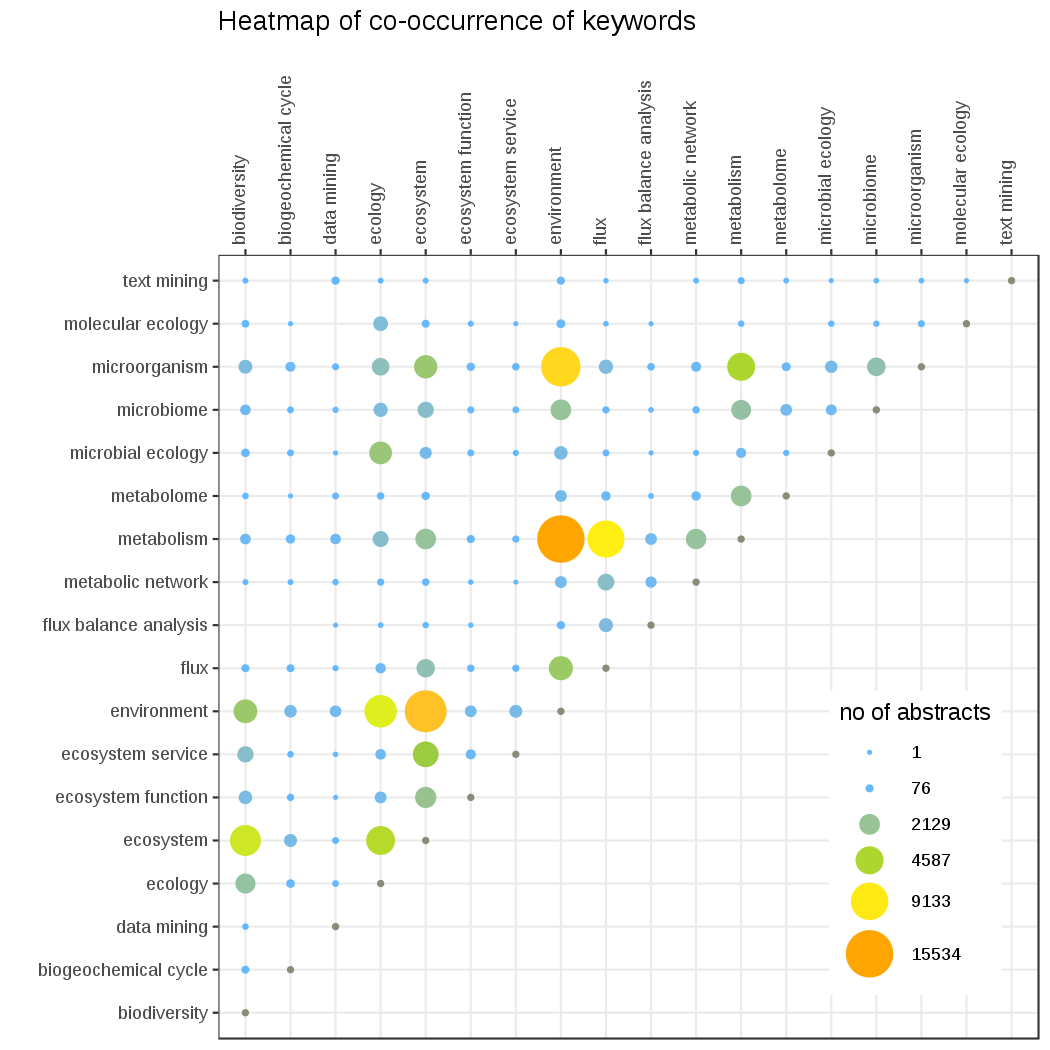 Heatmap of co-occurrence of keywords
biodiversity
biogeochemical cycle
data mining
ecology
ecosystem
ecosystem function
ecosystem service
environment
flux
flux balance analysis
metabolic network
metabolism
metabolome
microbial ecology
microbiome
microorganism
molecular ecology
text mining
text mining
molecular ecology
microorganism
microbiome
microbial ecology
metabolome
metabolism
metabolic network
flux balance analysis
flux
environment
ecosystem service
ecosystem function
ecosystem
ecology
data mining
biogeochemical cycle
biodiversity
no of abstracts
1
76
2129
4587
9133
15534